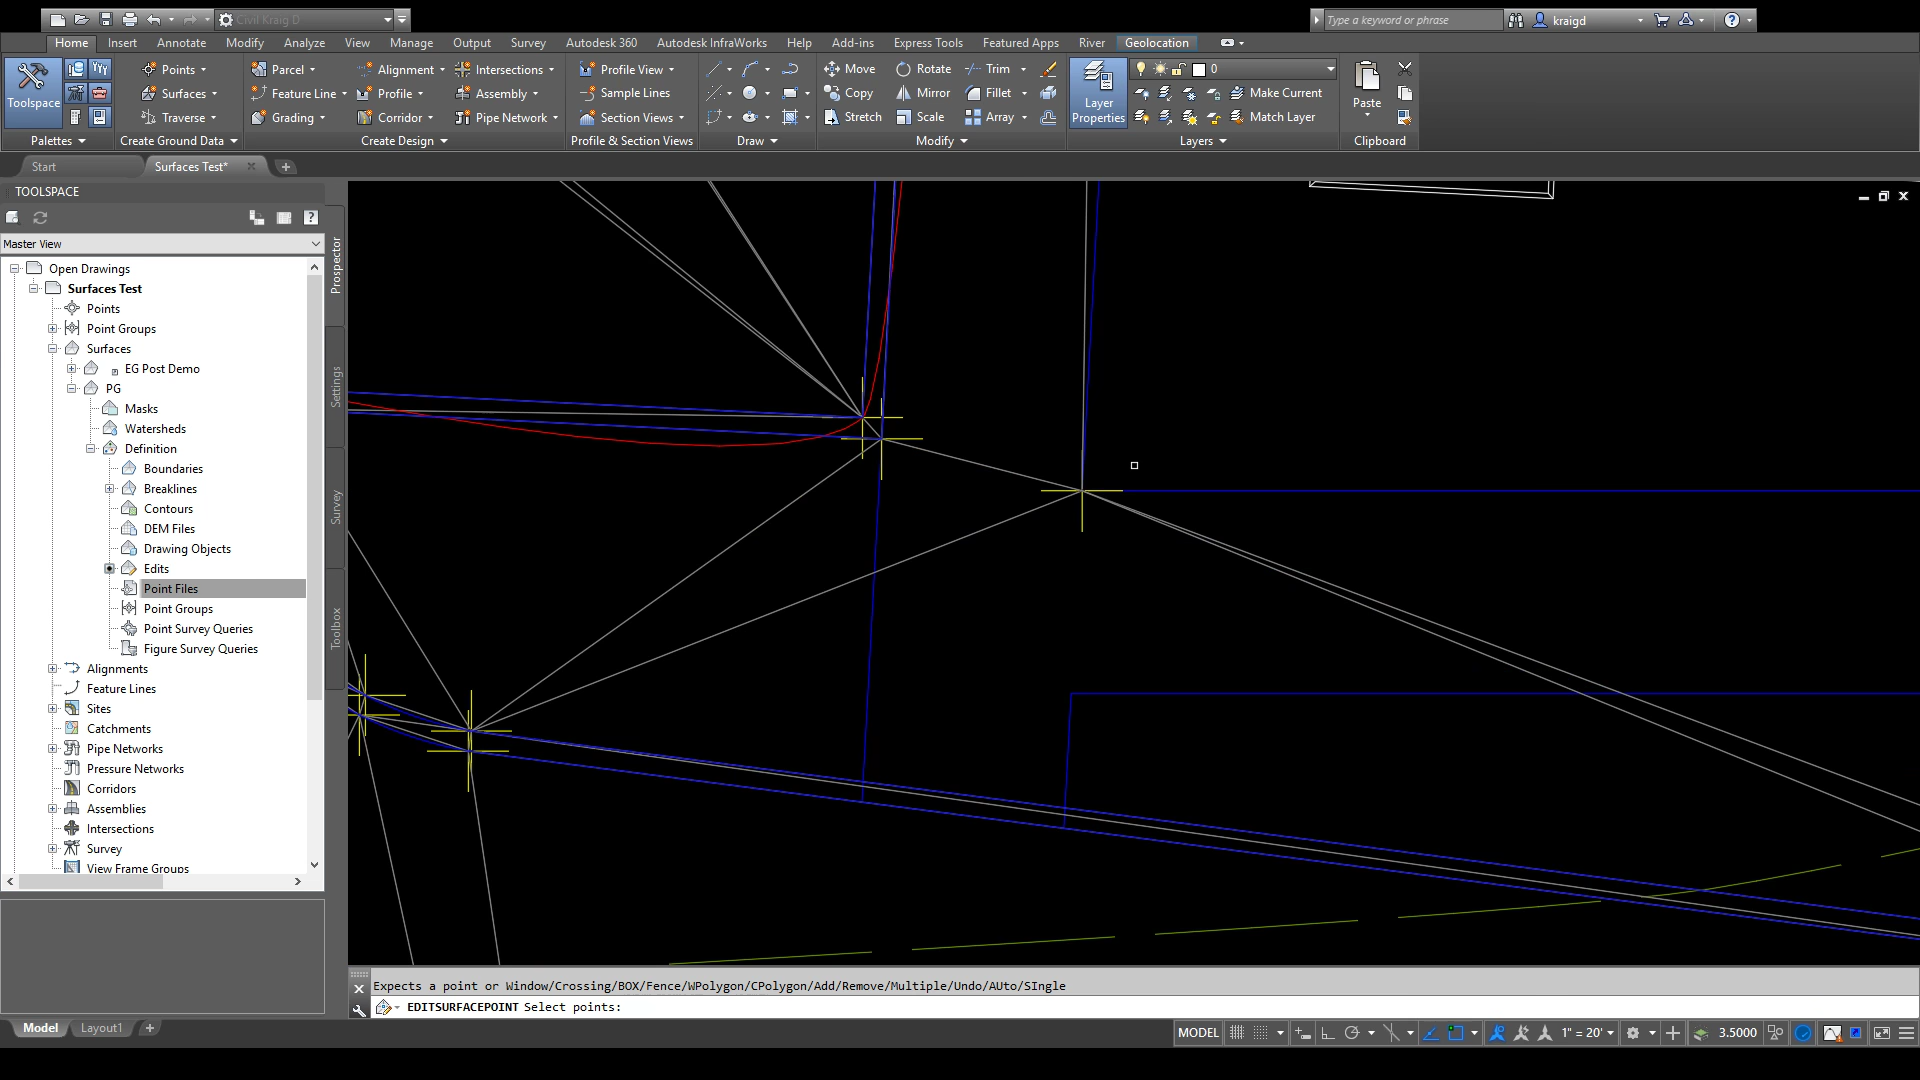 Civil Kraig D
Type a keyword or phrase
kraigd
Home Insert Annotate Modify Analyze View Manage Output Survey Autodesk 360 Autodesk InfraWorks Help Add-ins Express Tools Featured Apps River Geolocation
Toolspace
Points
Surfaces
Traverse
Parcel
Feature Line
Grading
Alignment
Profile
Corridor
Intersections
Assembly
Pipe Network
Profile View
Sample Lines
Section Views
Move
Copy
Stretch
Rotate
Mirror
Scale
Trim
Fillet
Array
Layer
Properties
0
Make Current
Match Layer
Paste
Palettes Create Ground Data Create Design Profile & Section Views Draw Modify Layers Clipboard
Start Surfaces Test*
TOOLSPACE
Master View
Open Drawings
Surfaces Test
Points
Point Groups
Surfaces
EG Post Demo
PG
Masks
Watersheds
Definition
Boundaries
Breaklines
Contours
DEM Files
Drawing Objects
Edits
Point Files
Point Groups
Point Survey Queries
Figure Survey Queries
Alignments
Feature Lines
Sites
Catchments
Pipe Networks
Pressure Networks
Corridors
Assemblies
Intersections
Survey
View Frame Groups
Prospector
Settings
Survey
Toolbox
Expects a point or Window/Crossing/BOX/Fence/WPolygon/CPolygon/Add/Remove/Multiple/Undo/AUto/SIngle
EDITSURFACEPOINT Select points:
Model Layout1
MODEL 1" = 20' 3.5000